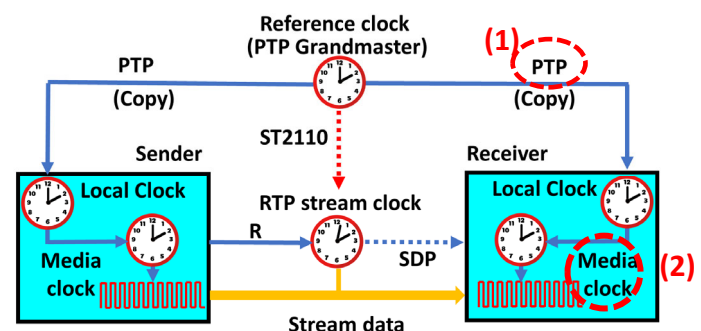 Reference clock
(PTP Grandmaster)
(1)
PTP
(Copy)
PTP
(Copy)
ST2110
Sender
Receiver
Local Clock
RTP stream clock
Local Clock
R
SDP
Media
clock
Media
clock
(2)
Stream data